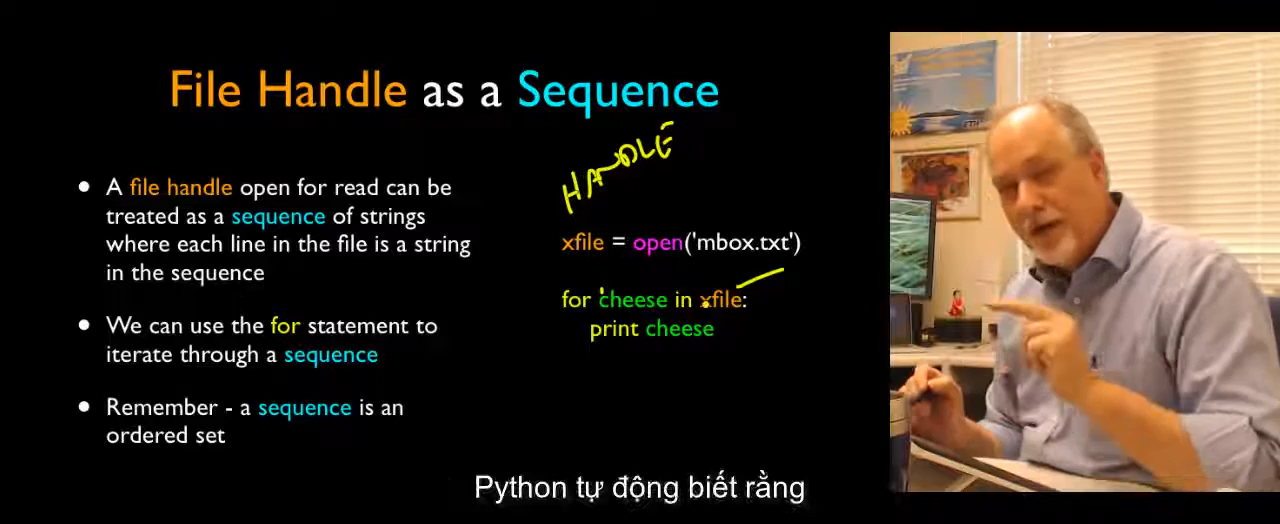 File Handle as a Sequence
• A file handle open for read can be
treated as a sequence of strings
where each line in the file is a string
in the sequence
• We can use the for statement to
iterate through a sequence
• Remember - a sequence is an
ordered set
HANDLE
xfile = open('mbox.txt')
for cheese in xfile:
print cheese
Python tự động biết rằng